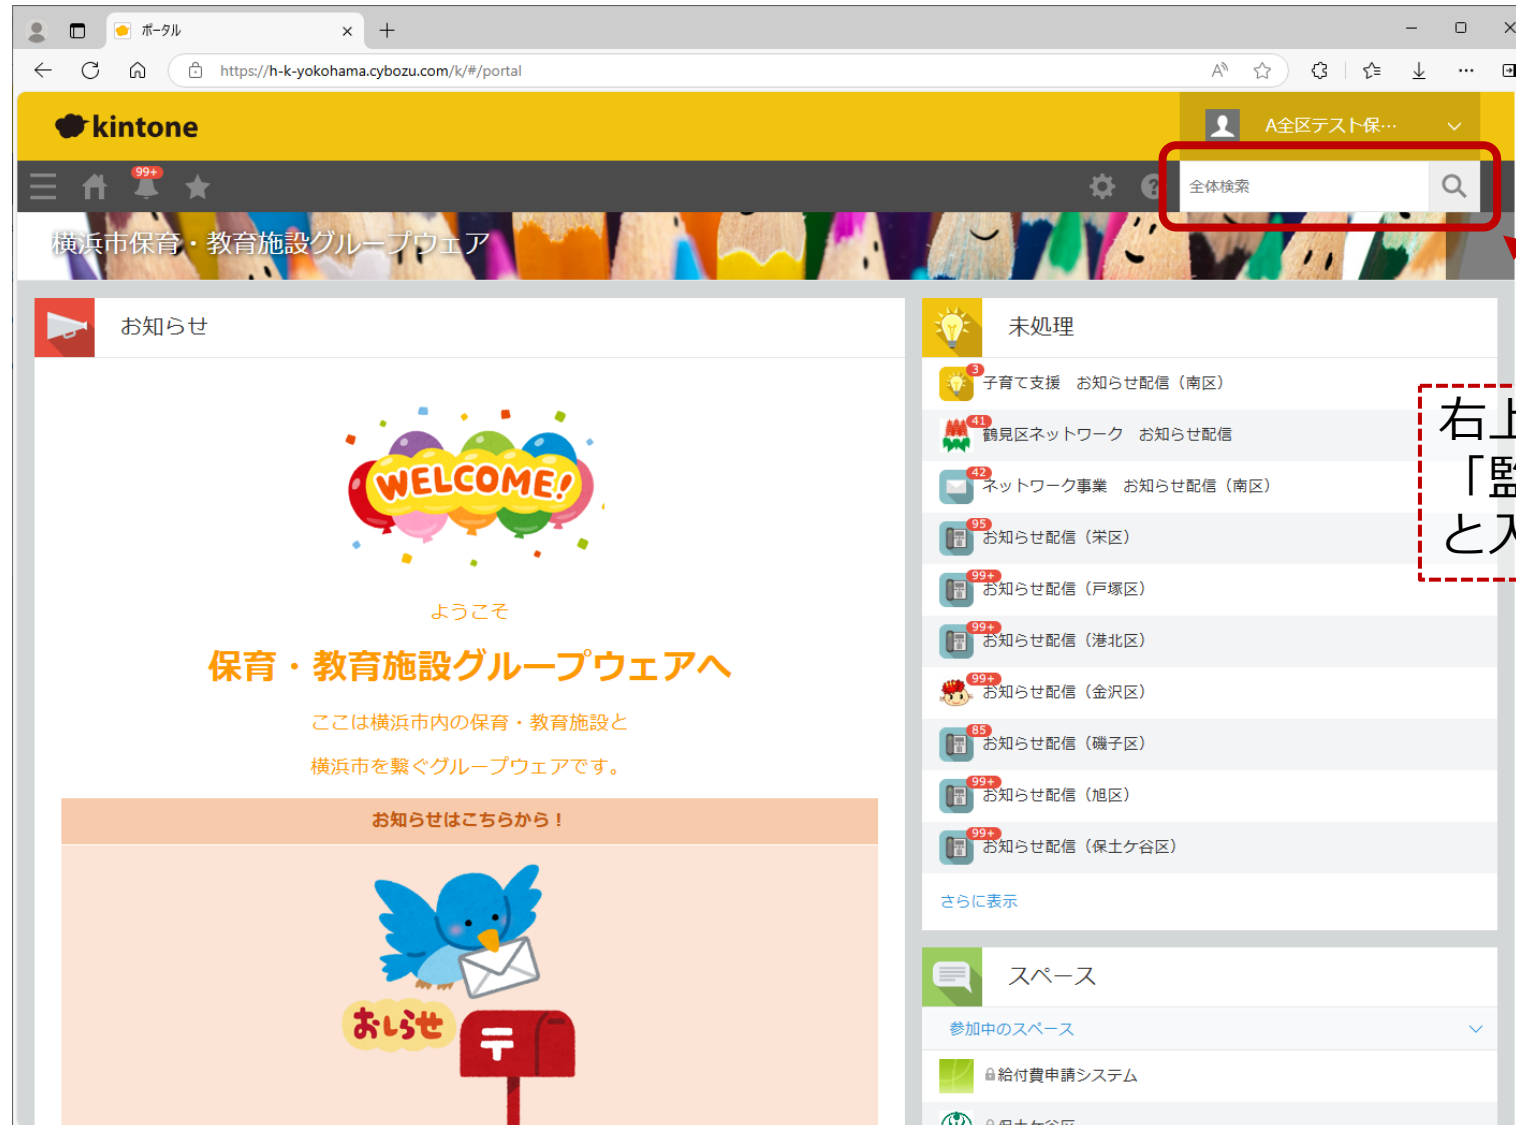 ポータル
https://h-k-yokohama.cybozu.com/k/#/portal
kintone
A全区テスト保…
99+
全体検索
横浜市保育・教育施設グループウェア
お知らせ
WELCOME!
ようこそ
保育・教育施設グループウェアへ
ここは横浜市内の保育・教育施設と
横浜市を繋ぐグループウェアです。
お知らせはこちらから！
おしらせ
未処理
3
子育て支援　お知らせ配信（南区）
41
鶴見区ネットワーク　お知らせ配信
42
ネットワーク事業　お知らせ配信（南区）
95
お知らせ配信（栄区）
99+
お知らせ配信（戸塚区）
99+
お知らせ配信（港北区）
99+
お知らせ配信（金沢区）
85
お知らせ配信（磯子区）
99+
お知らせ配信（旭区）
99+
お知らせ配信（保土ケ谷区）
さらに表示
右上
「監
と入
スペース
参加中のスペース
給付費申請システム
保土ケ谷区